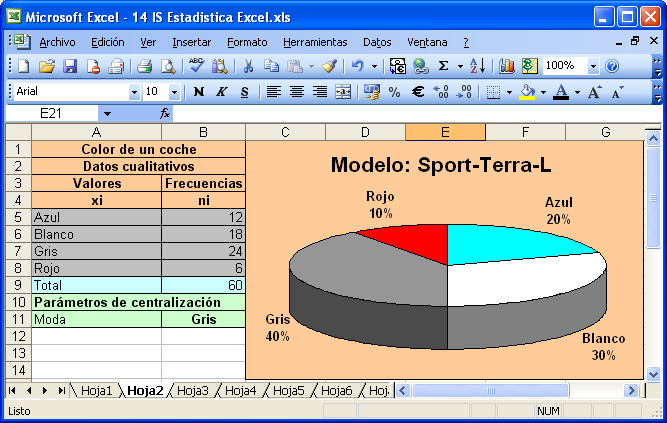 Microsoft Excel - 14 IS Estadistica Excel.xls
Archivo Edición Ver Insertar Formato Herramientas Datos Ventana ?
100%
Arial 10 N K S
E21 fx
A B C D E F G
1 Color de un coche
2 Datos cualitativos
3 Valores Frecuencias
4 xi ni
5 Azul 12
6 Blanco 18
7 Gris 24
8 Rojo 6
9 Total 60
10 Parámetros de centralización
11 Moda Gris
12
13
14
Modelo: Sport-Terra-L
Rojo
10%
Azul
20%
Gris
40%
Blanco
30%
Hoja1 Hoja2 Hoja3 Hoja4 Hoja5 Hoja6 Hoja
Listo NUM